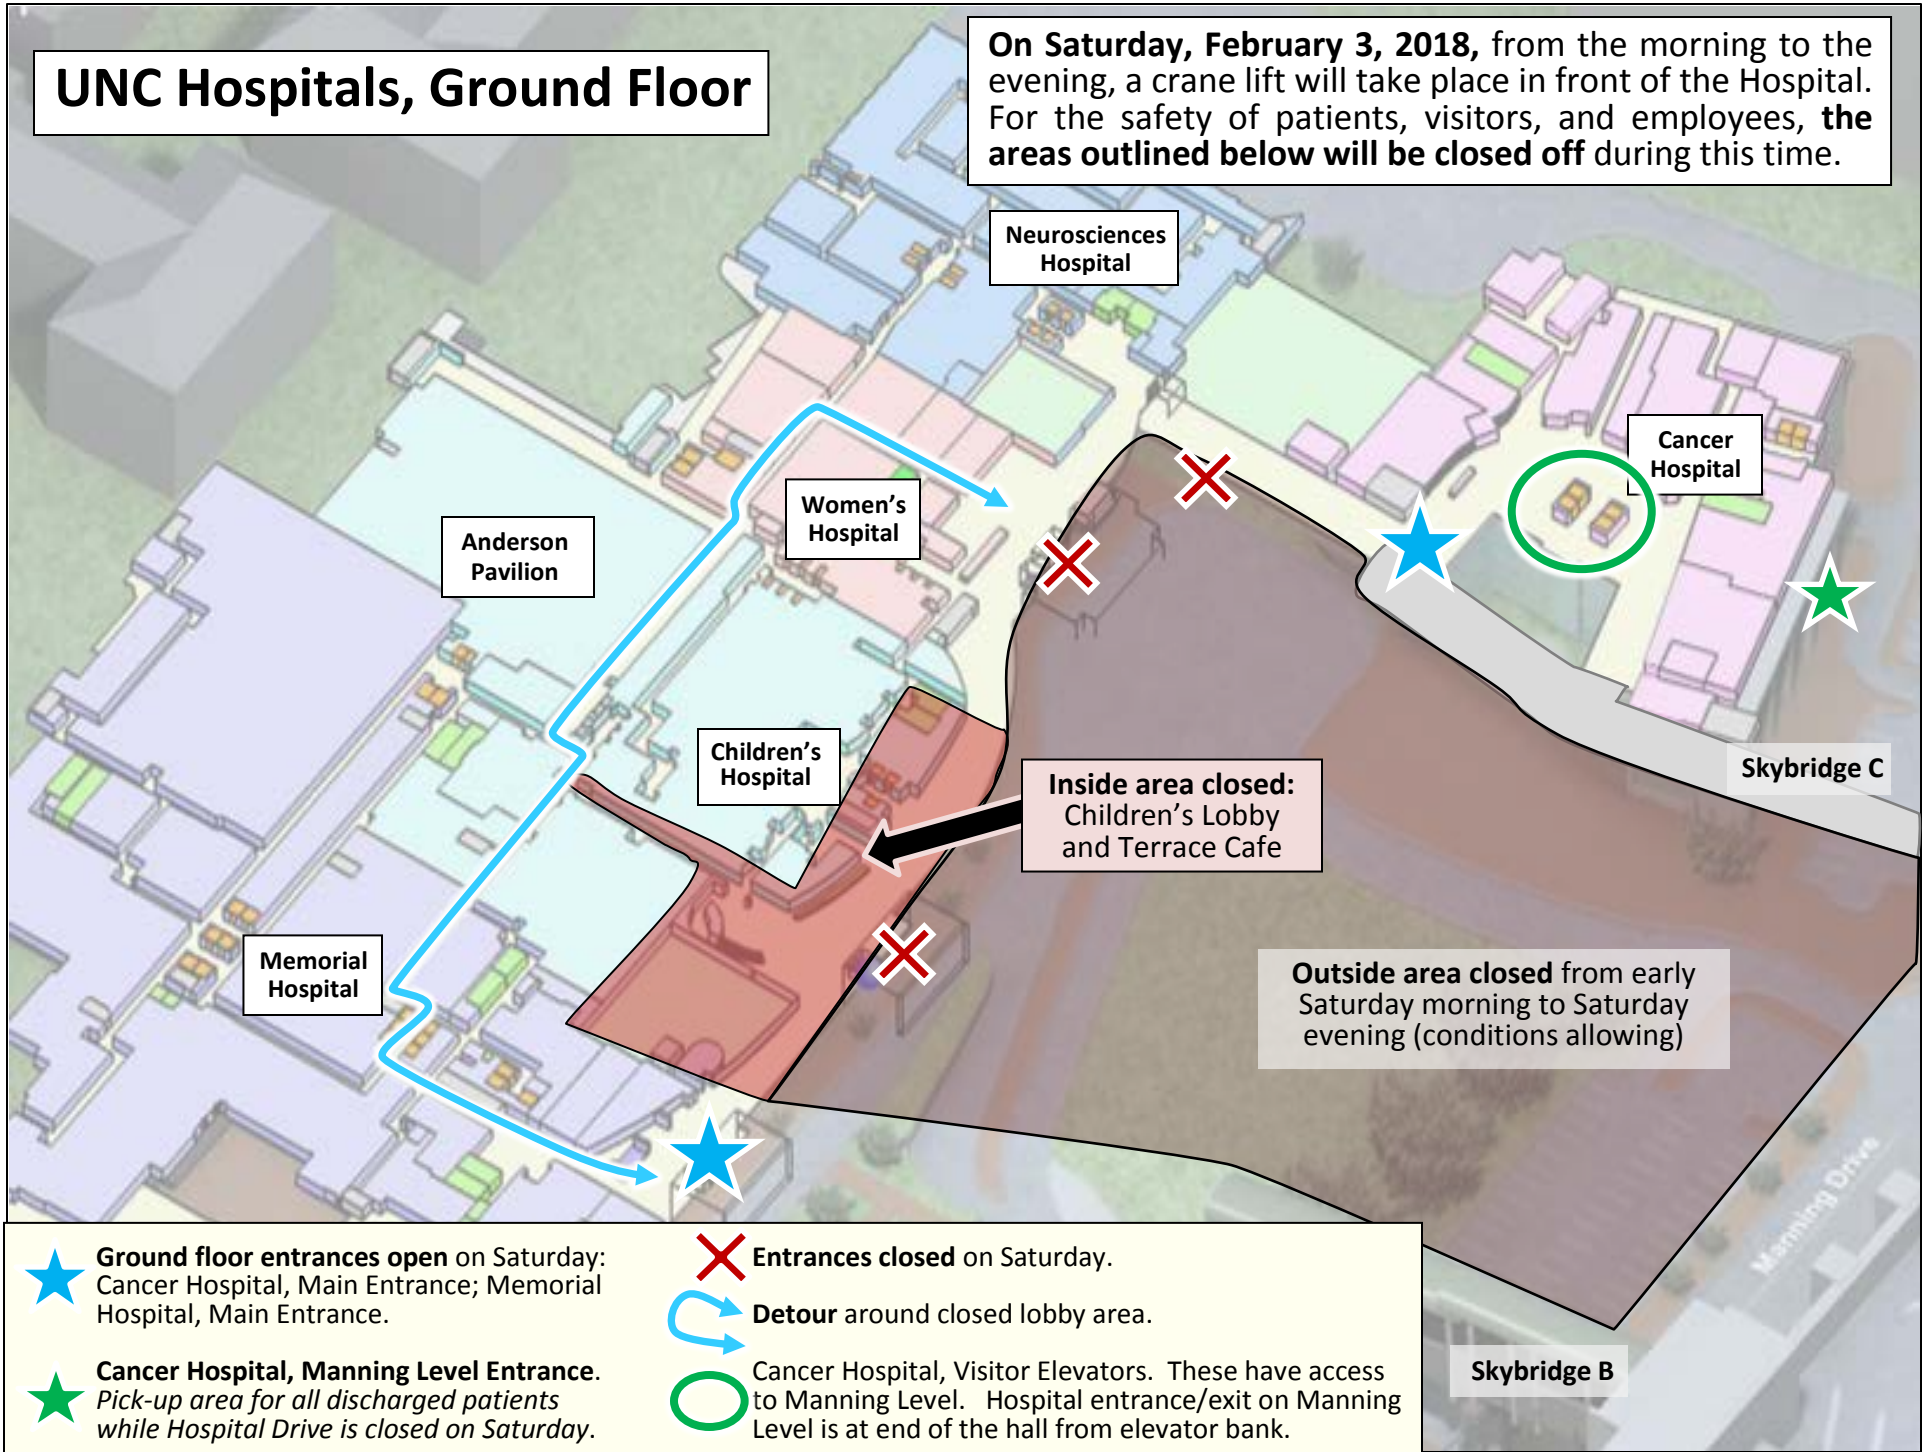 UNC Hospitals, Ground Floor
On Saturday, February 3, 2018, from the morning to the
evening, a crane lift will take place in front of the Hospital.
For the safety of patients, visitors, and employees, the
areas outlined below will be closed off during this time.
Neurosciences
Hospital
Cancer
Hospital
Women's
Hospital
Anderson
Pavilion
Children's
Hospital
Skybridge C
Inside area closed:
Children's Lobby
and Terrace Cafe
Memorial
Hospital
Outside area closed from early
Saturday morning to Saturday
evening (conditions allowing)
Manning Drive
Skybridge B
Ground floor entrances open on Saturday:
Cancer Hospital, Main Entrance; Memorial
Hospital, Main Entrance.
Cancer Hospital, Manning Level Entrance.
Pick-up area for all discharged patients
while Hospital Drive is closed on Saturday.
Entrances closed on Saturday.
Detour around closed lobby area.
Cancer Hospital, Visitor Elevators. These have access
to Manning Level. Hospital entrance/exit on Manning
Level is at end of the hall from elevator bank.